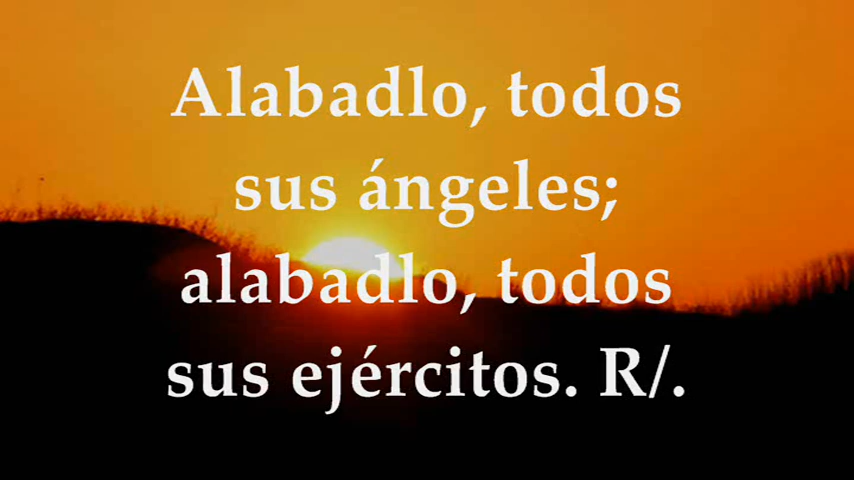 Alabadlo, todos
sus ángeles;
alabadlo, todos
sus ejércitos. R/.